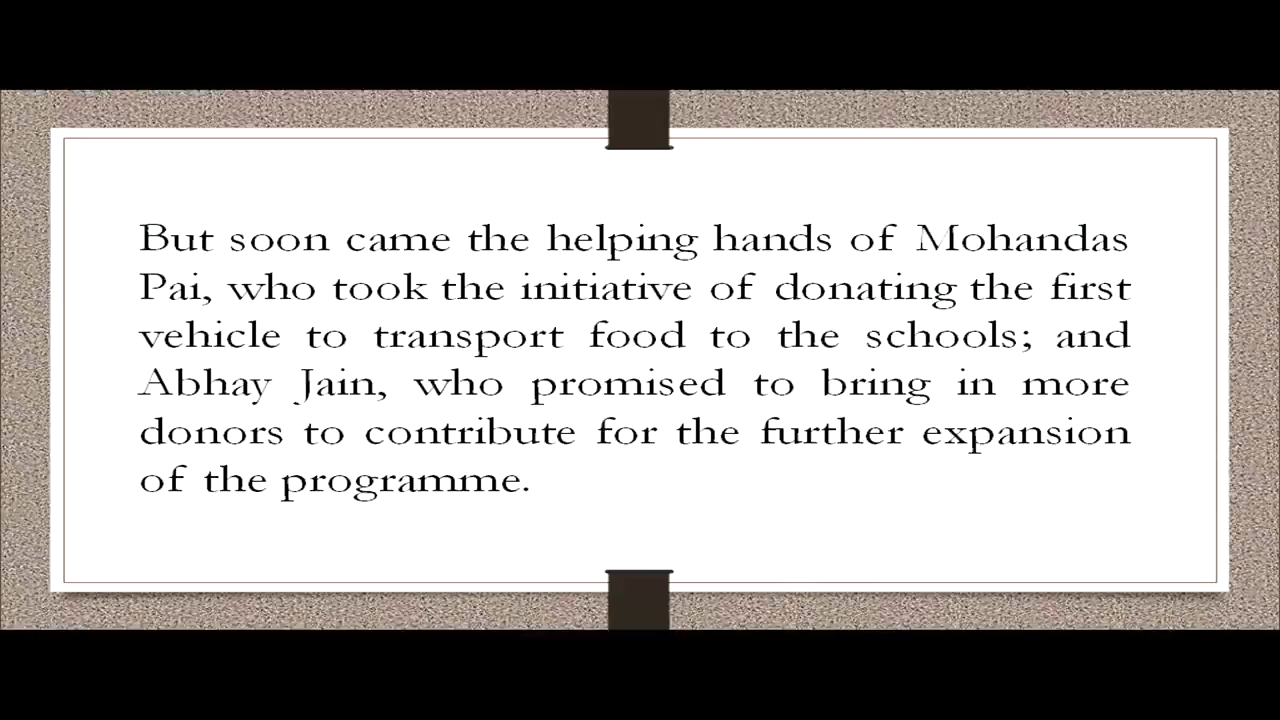 But soon came the helping hands of Mohandas
Pai, who took the initiative of donating the first
vehicle to transport food to the schools; and
Abhay Jain, who promised to bring in more
donors to contribute for the further expansion
of the programme.